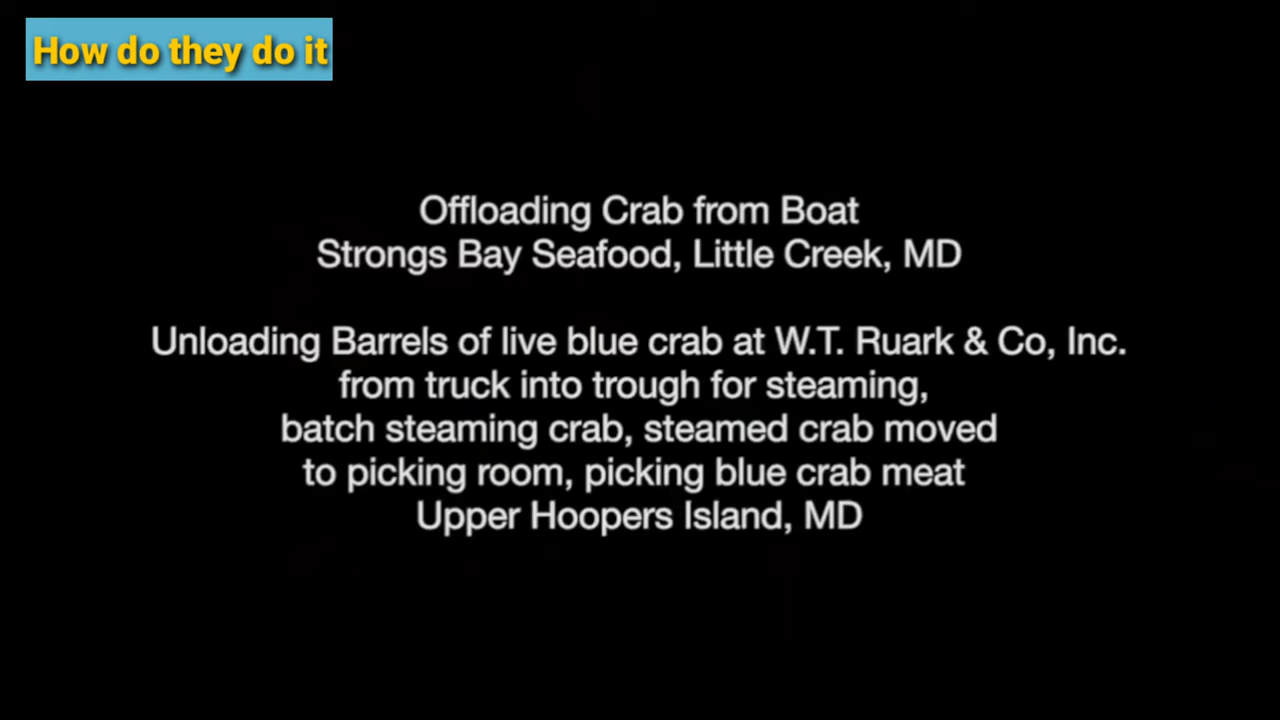 How do they do it
Offloading Crab from Boat
Strongs Bay Seafood, Little Creek, MD
Unloading Barrels of live blue crab at W.T. Ruark & Co, Inc.
from truck into trough for steaming,
batch steaming crab, steamed crab moved
to picking room, picking blue crab meat
Upper Hoopers Island, MD